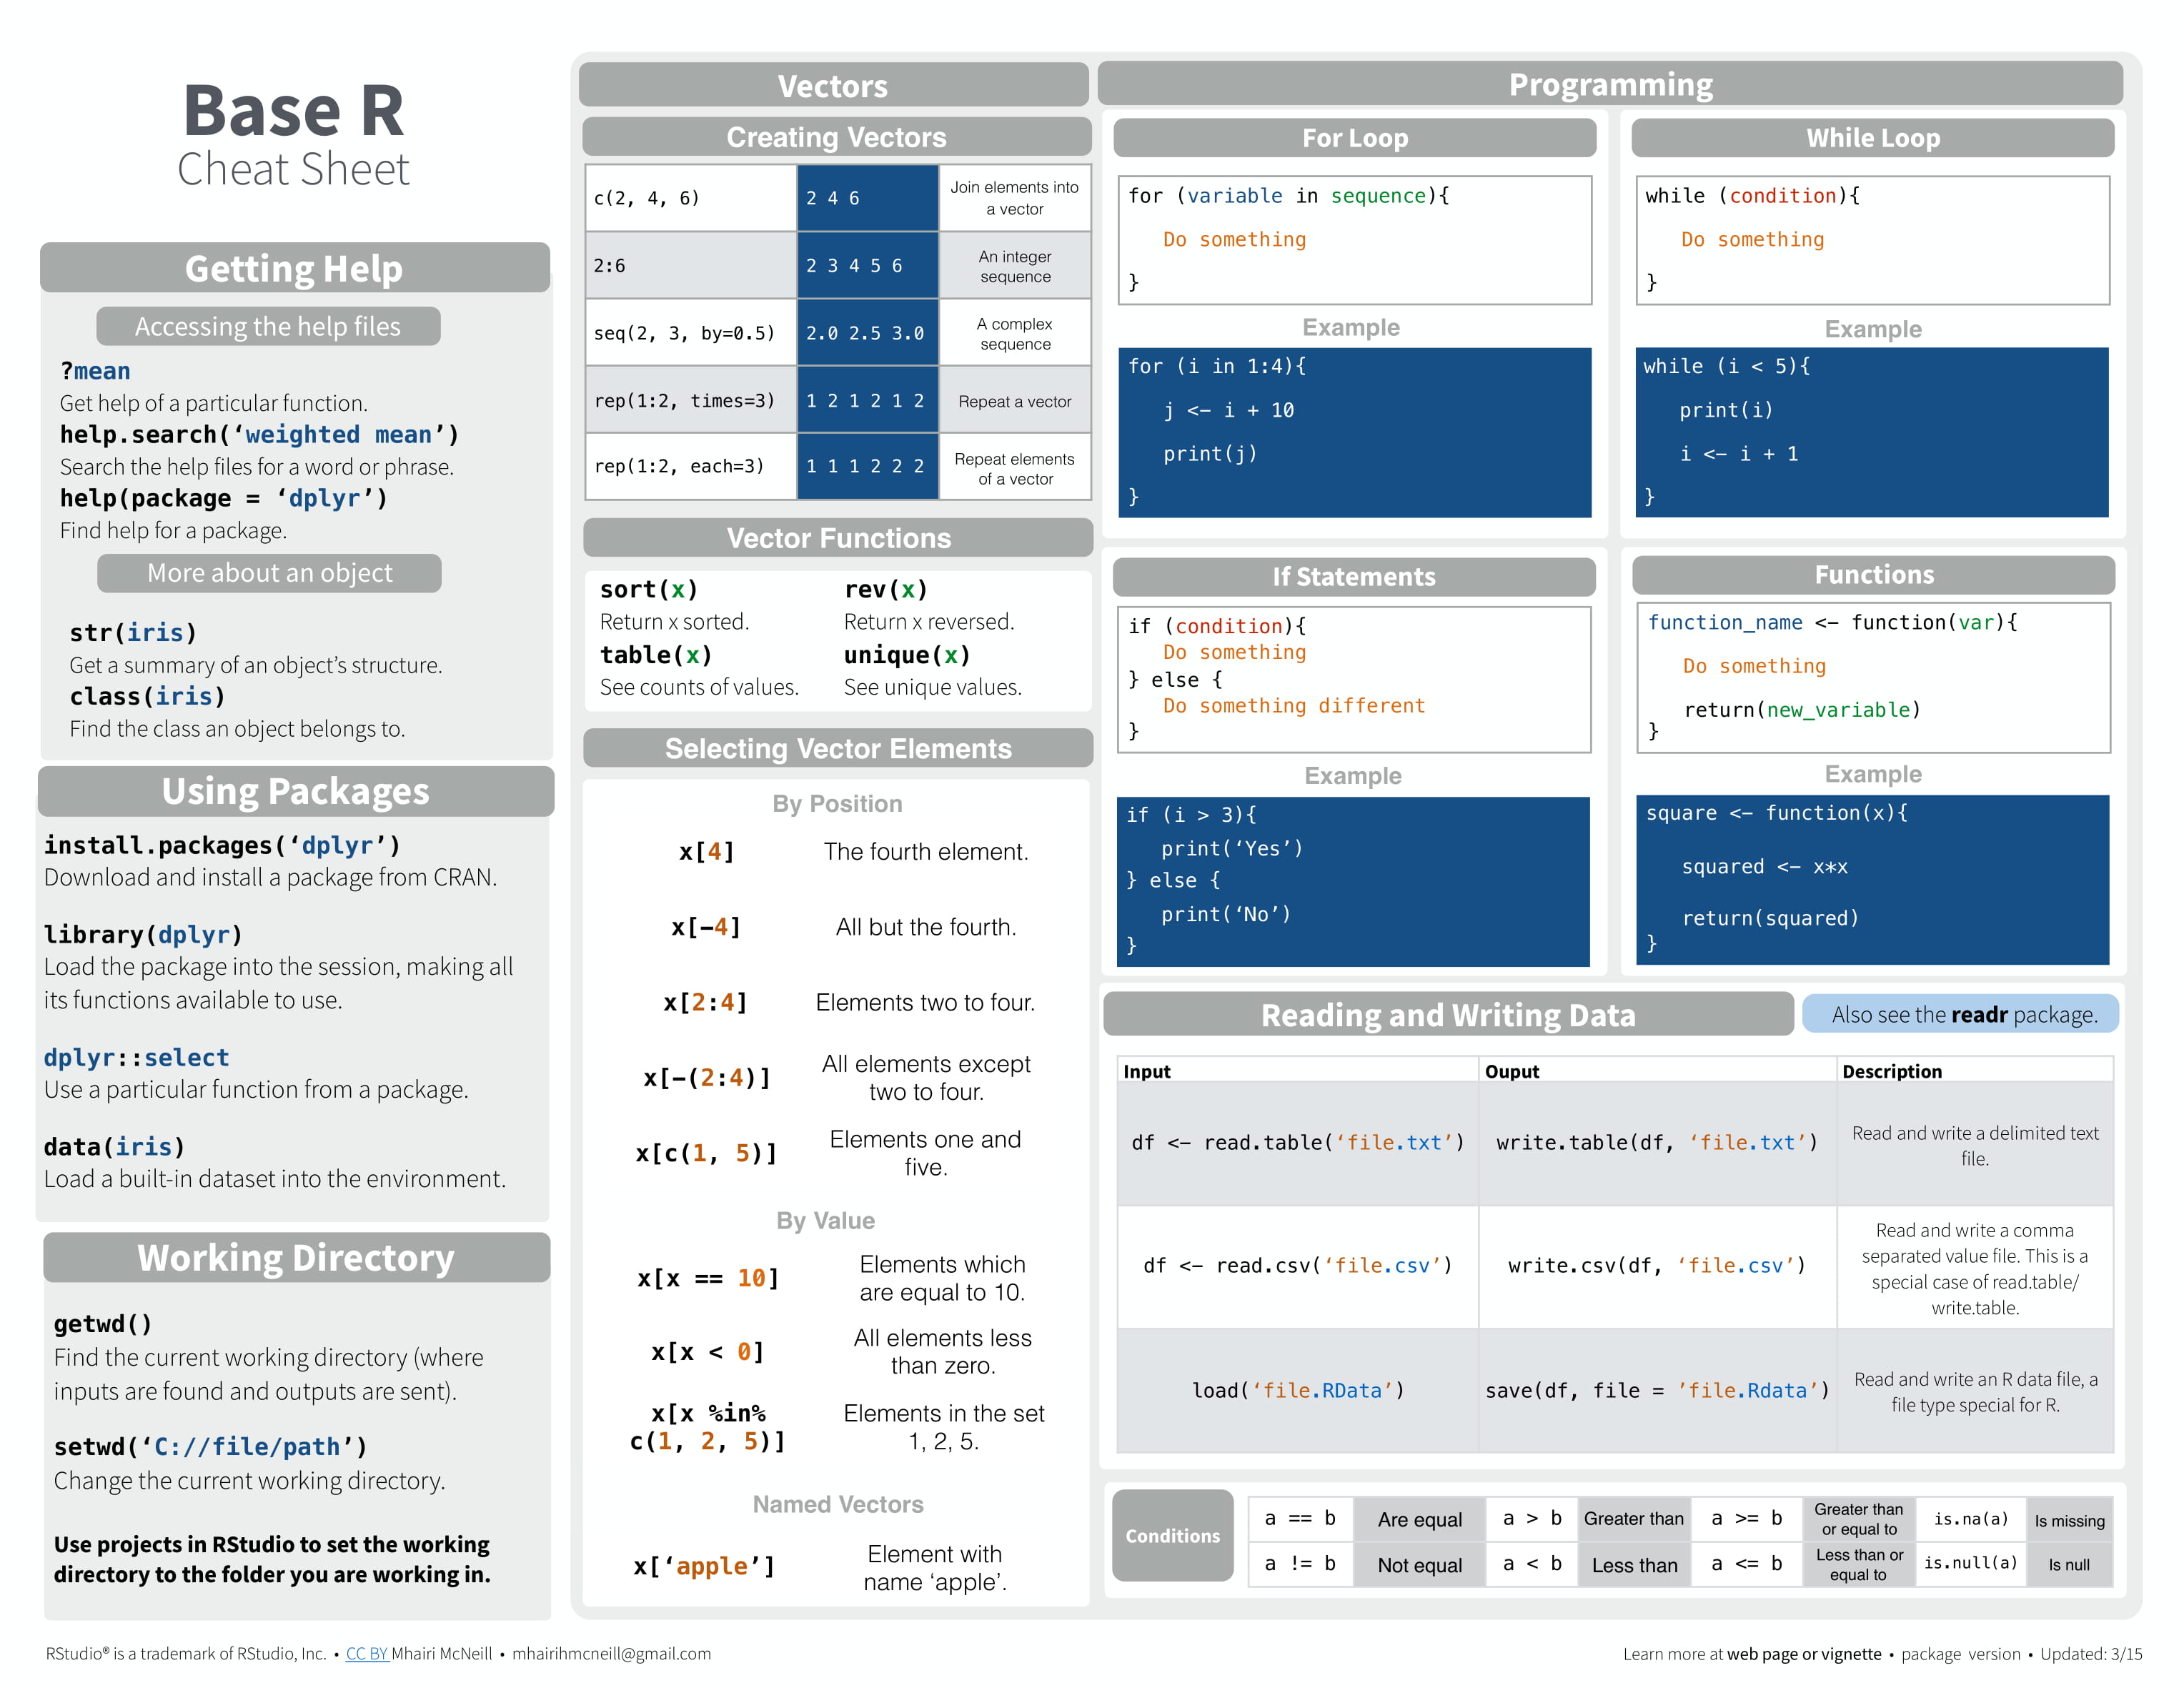 Base R
Cheat Sheet
Getting Help
Accessing the help files
?mean
Get help of a particular function.
help.search(‘weighted mean’)
Search the help files for a word or phrase.
help(package = ‘dplyr’)
Find help for a package.
More about an object
str(iris)
Get a summary of an object’s structure.
class(iris)
Find the class an object belongs to.
Using Packages
install.packages(‘dplyr’)
Download and install a package from CRAN.
library(dplyr)
Load the package into the session, making all
its functions available to use.
dplyr::select
Use a particular function from a package.
data(iris)
Load a built-in dataset into the environment.
Working Directory
getwd()
Find the current working directory (where
inputs are found and outputs are sent).
setwd(‘C://file/path’)
Change the current working directory.
Use projects in RStudio to set the working
directory to the folder you are working in.
Vectors
Creating Vectors
c(2, 4, 6) 2 4 6 Join elements into
a vector
2:6 2 3 4 5 6 An integer
sequence
seq(2, 3, by=0.5) 2.0 2.5 3.0 A complex
sequence
rep(1:2, times=3) 1 2 1 2 1 2 Repeat a vector
rep(1:2, each=3) 1 1 1 2 2 2 Repeat elements
of a vector
Vector Functions
sort(x) rev(x)
Return x sorted. Return x reversed.
table(x) unique(x)
See counts of values. See unique values.
Selecting Vector Elements
By Position
x[4] The fourth element.
x[-4] All but the fourth.
x[2:4] Elements two to four.
x[-(2:4)] All elements except
two to four.
x[c(1, 5)] Elements one and
five.
By Value
x[x == 10] Elements which
are equal to 10.
x[x < 0] All elements less
than zero.
x[x %in% Elements in the set
c(1, 2, 5)] 1, 2, 5.
Named Vectors
x[‘apple’] Element with
name ‘apple’.
Programming
For Loop
for (variable in sequence){
Do something
}
Example
for (i in 1:4){
j <- i + 10
print(j)
}
While Loop
while (condition){
Do something
}
Example
while (i < 5){
print(i)
i <- i + 1
}
If Statements
if (condition){
Do something
} else {
Do something different
}
Example
if (i > 3){
print(‘Yes’)
} else {
print(‘No’)
}
Functions
function_name <- function(var){
Do something
return(new_variable)
}
Example
square <- function(x){
squared <- x*x
return(squared)
}
Reading and Writing Data
Also see the readr package.
Input Ouput Description
df <- read.table(‘file.txt’) write.table(df, ‘file.txt’) Read and write a delimited text
file.
df <- read.csv(‘file.csv’) write.csv(df, ‘file.csv’) Read and write a comma
separated value file. This is a
special case of read.table/
write.table.
load(‘file.RData’) save(df, file = ’file.Rdata’) Read and write an R data file, a
file type special for R.
Conditions
a == b Are equal a > b Greater than a >= b Greater than
or equal to is.na(a) Is missing
a != b Not equal a < b Less than a <= b Less than or
equal to is.null(a) Is null
RStudio® is a trademark of RStudio, Inc. • CC BY Mhairi McNeill • mhairihmcneill@gmail.com
Learn more at web page or vignette • package version • Updated: 3/15